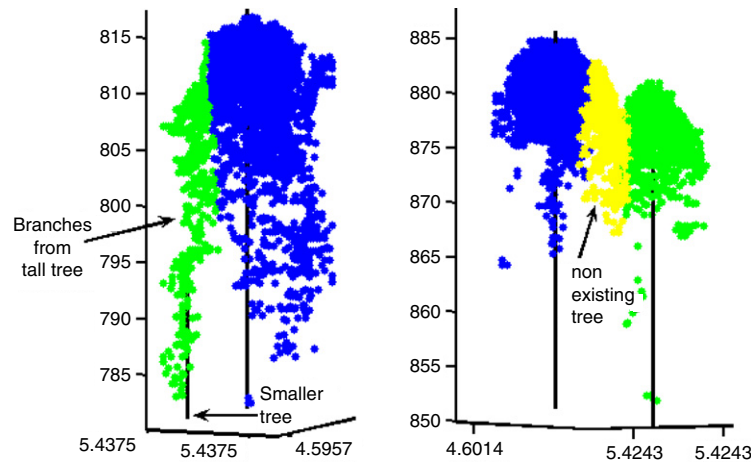 815
810
805
800
795
790
785
Branches
from
tall tree
Smaller
tree
5.4375
5.4375
4.5957
885
880
875
870
865
860
855
850
non
existing
tree
4.6014
5.4243
5.4243